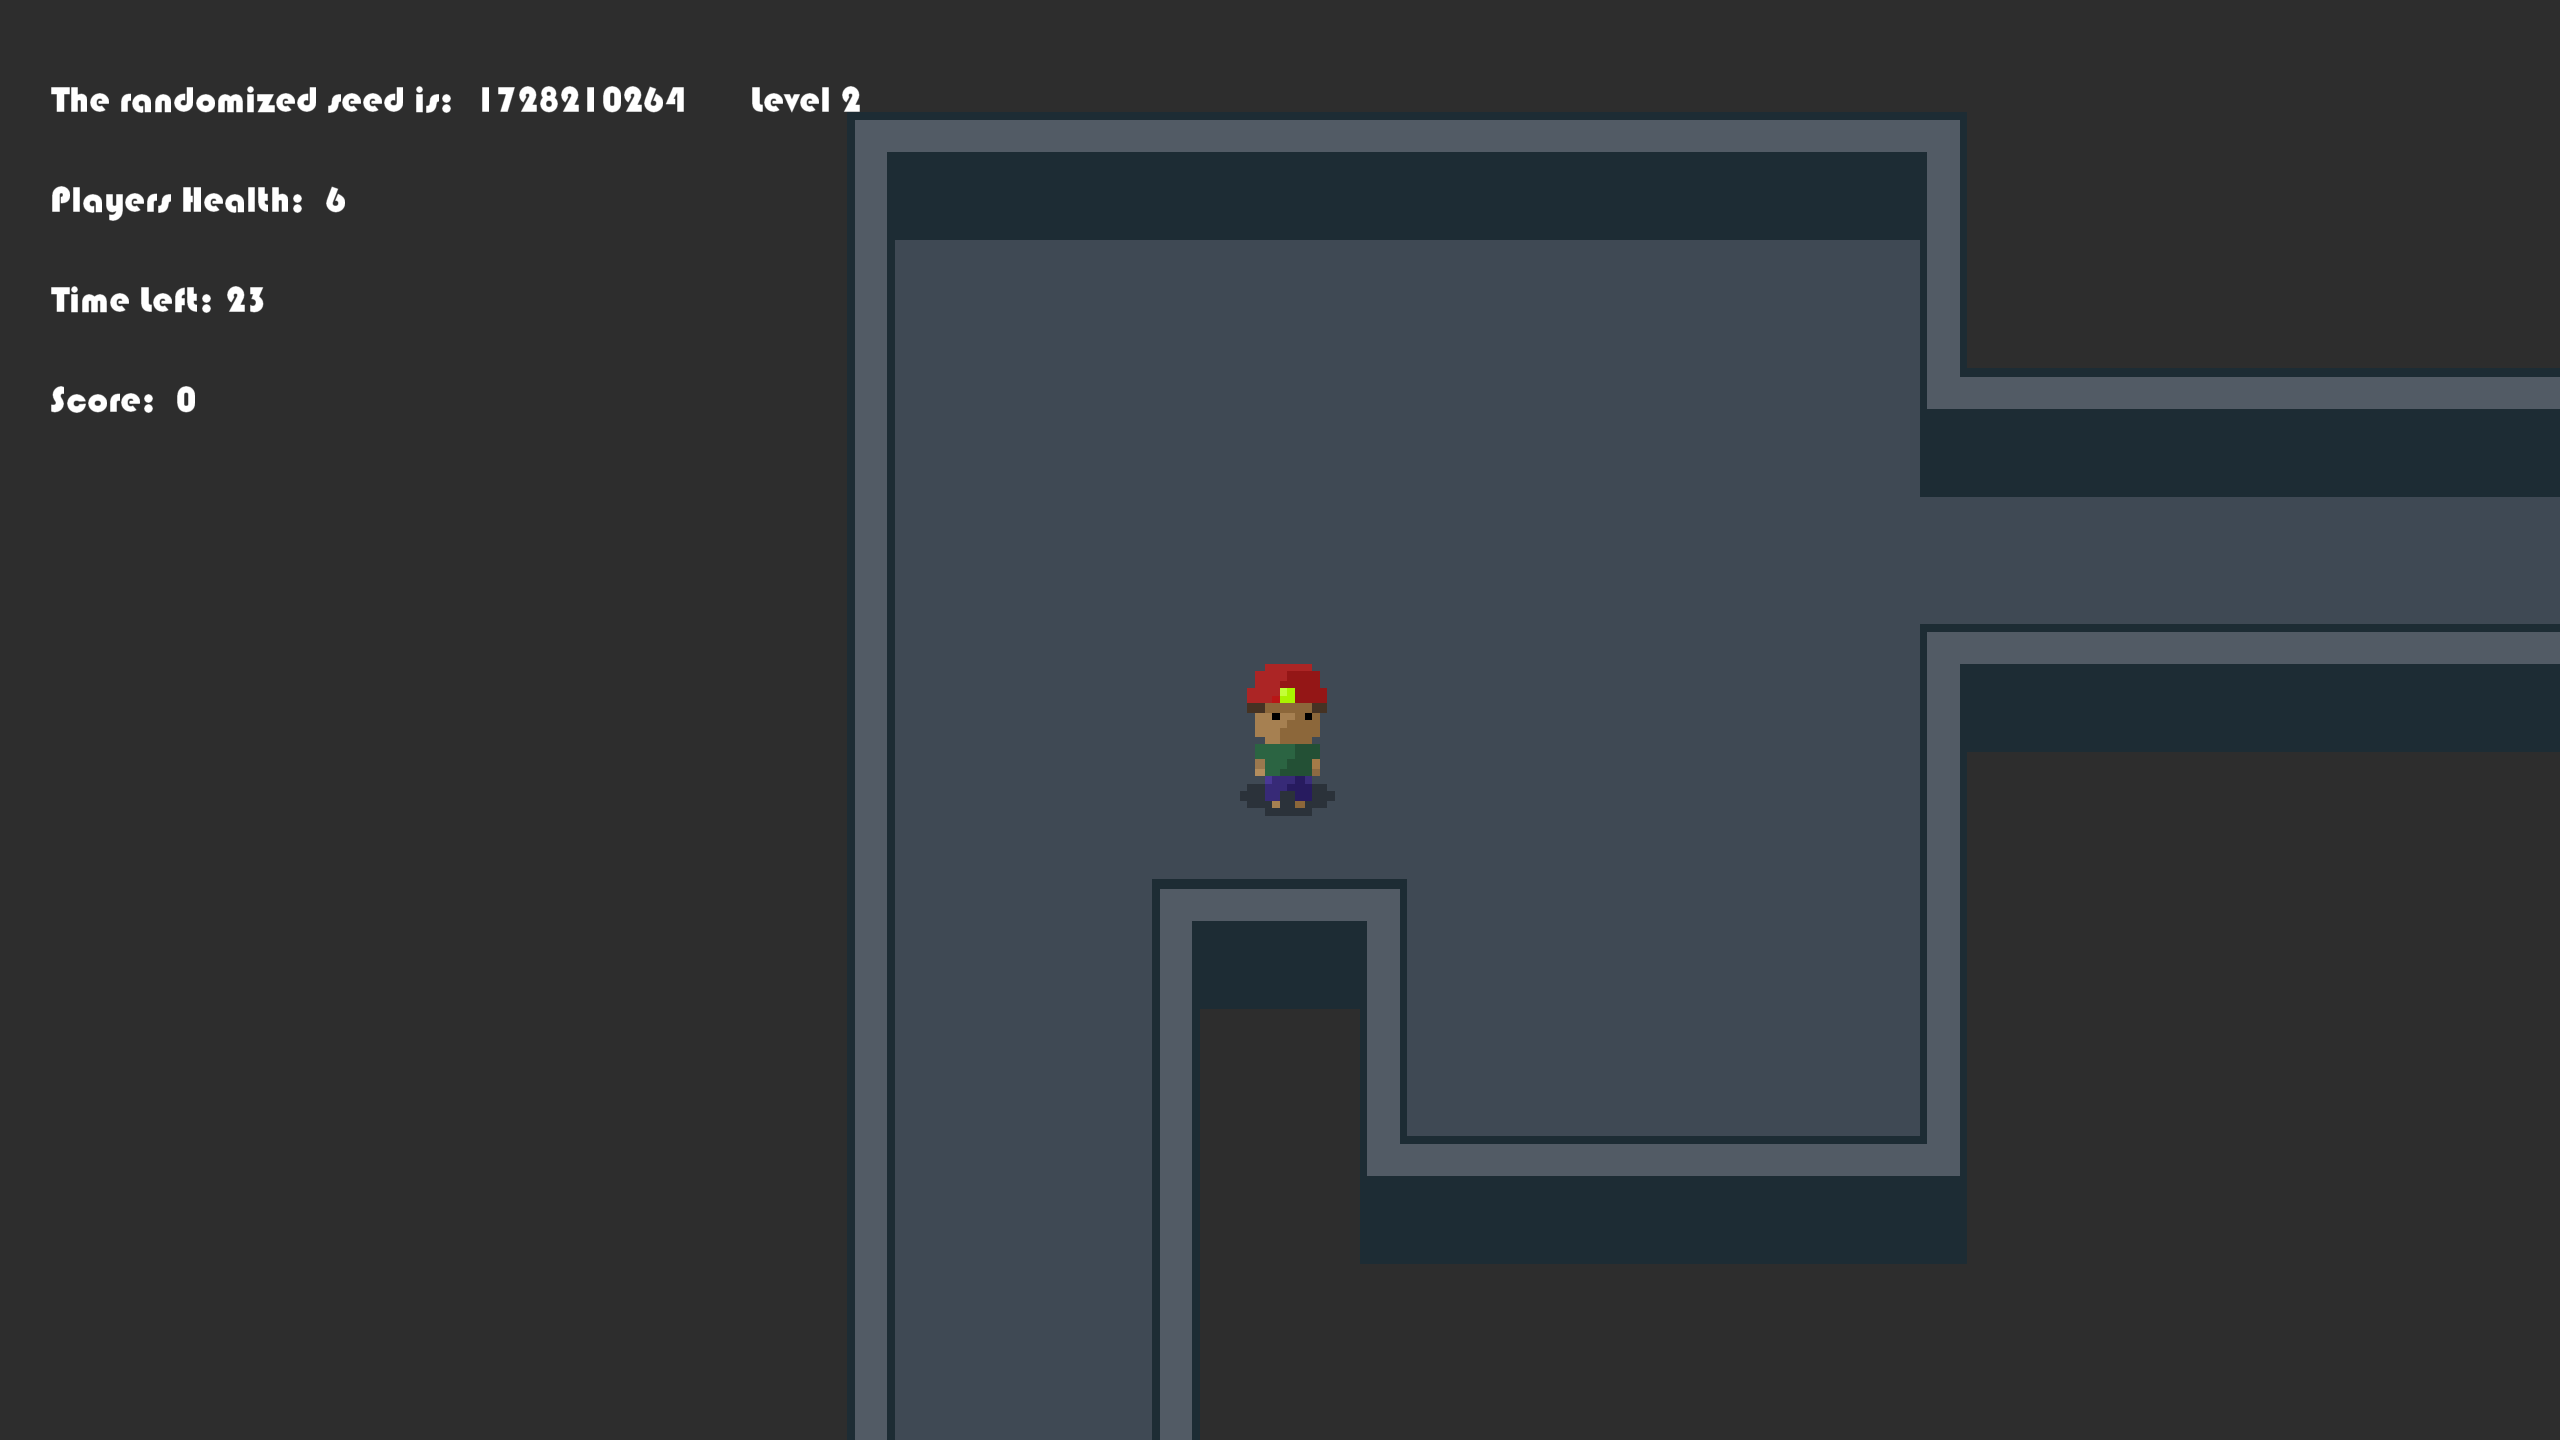 The randomized seed is: 1728210264 Level 2
Players Health: 6
Time Left: 23
Score: 0